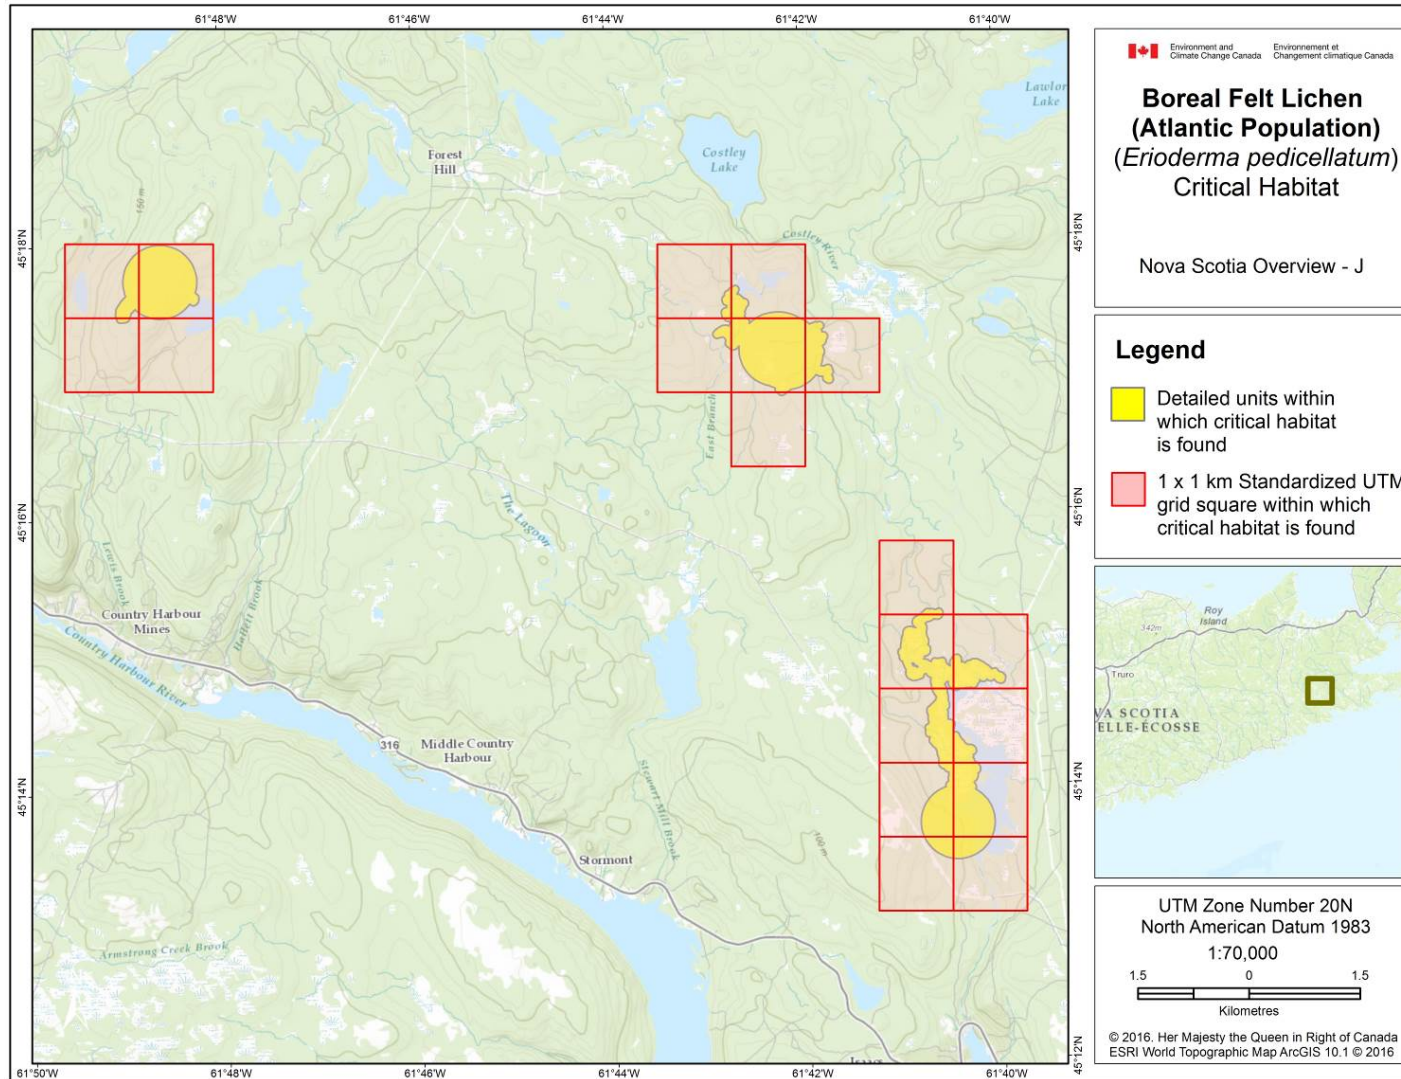 61°48'W
61°46'W
61°44'W
61°42'W
61°40'W
45°18'N
45°16'N
45°14'N
45°18'N
45°16'N
45°14'N
45°12'N
61°50'W
61°48'W
61°46'W
61°44'W
61°42'W
61°40'W
Lawlor
Lake
Costley
Lake
Forest
Hill
150 m
Costley River
East Branch
The Lagoon
Lewis Brook
Country Harbour
Mines
Country Harbour River
316
Middle Country
Harbour
Stewart Mill Brook
100 m
Stormont
Armstrong Creek Brook
Environment and
Climate Change Canada
Environnement et
Changement climatique Canada
Boreal Felt Lichen
(Atlantic Population)
(Erioderma pedicellatum)
Critical Habitat
Nova Scotia Overview - J
Legend
Detailed units within
which critical habitat
is found
1 x 1 km Standardized UTM
grid square within which
critical habitat is found
Roy
Island
342m
Truro
VA SCOTIA
ELLE-ÉCOSSE
UTM Zone Number 20N
North American Datum 1983
1:70,000
1.5 0 1.5
Kilometres
© 2016. Her Majesty the Queen in Right of Canada
ESRI World Topographic Map ArcGIS 10.1 © 2016